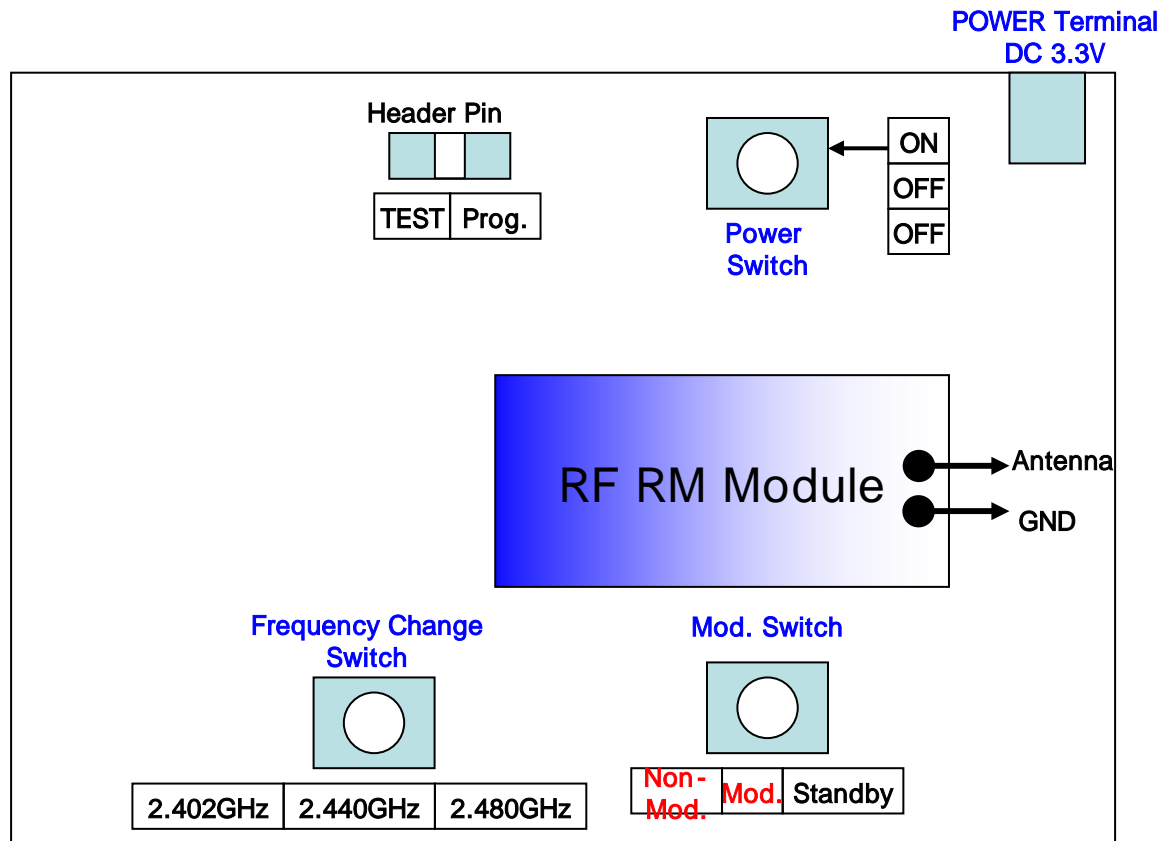 POWER Terminal
DC 3.3V
Header Pin
TEST Prog.
ON
OFF
OFF
Power
Switch
RF RM Module
Antenna
GND
Frequency Change
Switch
2.402GHz 2.440GHz 2.480GHz
Mod. Switch
Non-
Mod. Mod. Standby